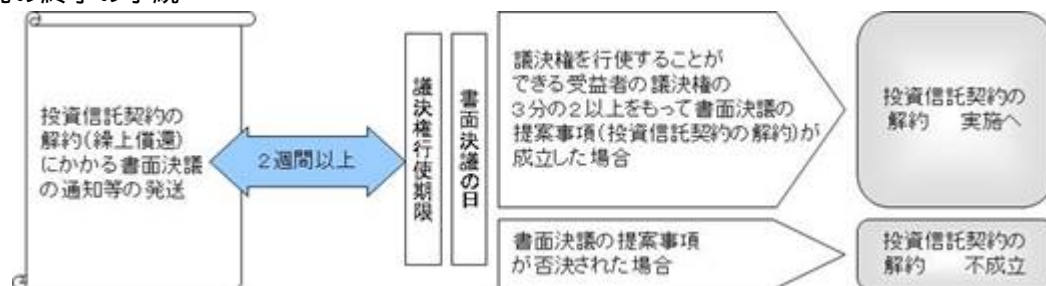 投資信託契約の
解約(繰上償還)
にかかる書面決議
の通知等の発送
2週間以上
議決権行使期限
書面決議の日
議決権を行使することが
できる受益者の議決権の
3分の2以上をもって書面決議の
提案事項(投資信託契約の解約)が
成立した場合
投資信託契約の
解約 実施へ
書面決議の提案事項
が否決された場合
投資信託契約の
解約 不成立